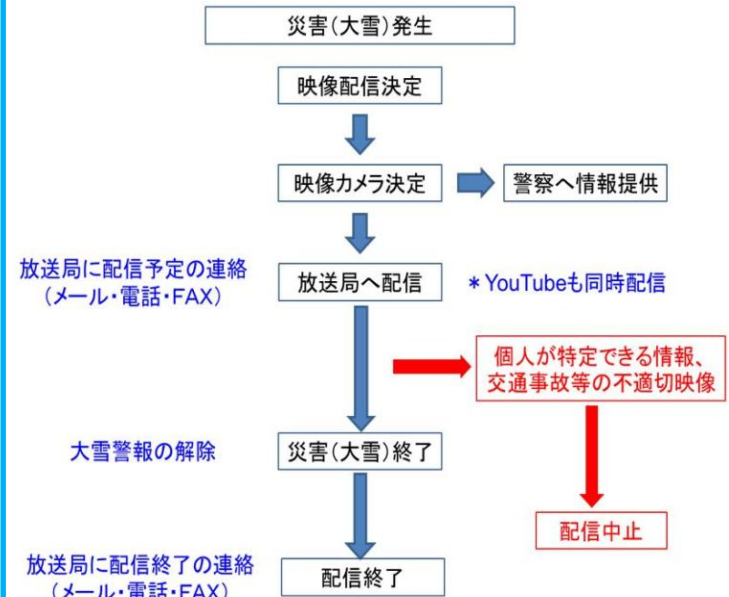 災害(大雪)発生
映像配信決定
映像カメラ決定
警察へ情報提供
放送局に配信予定の連絡
(メール・電話・FAX)
放送局へ配信
*YouTubeも同時配信
個人が特定できる情報、
交通事故等の不適切映像
大雪警報の解除
災害(大雪)終了
配信中止
放送局に配信終了の連絡
(メール・電話・FAX)
配信終了